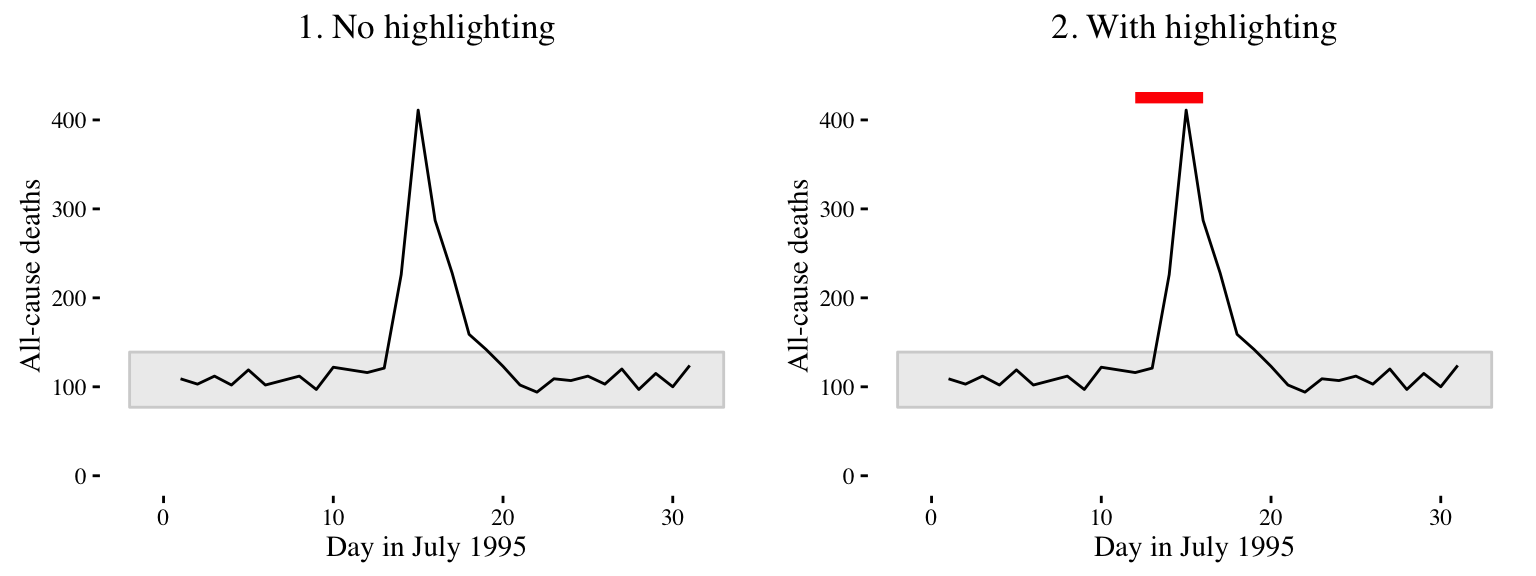 1. No highlighting
All-cause deaths
400
300
200
100
0
0 10 20 30
Day in July 1995
2. With highlighting
All-cause deaths
400
300
200
100
0
0 10 20 30
Day in July 1995